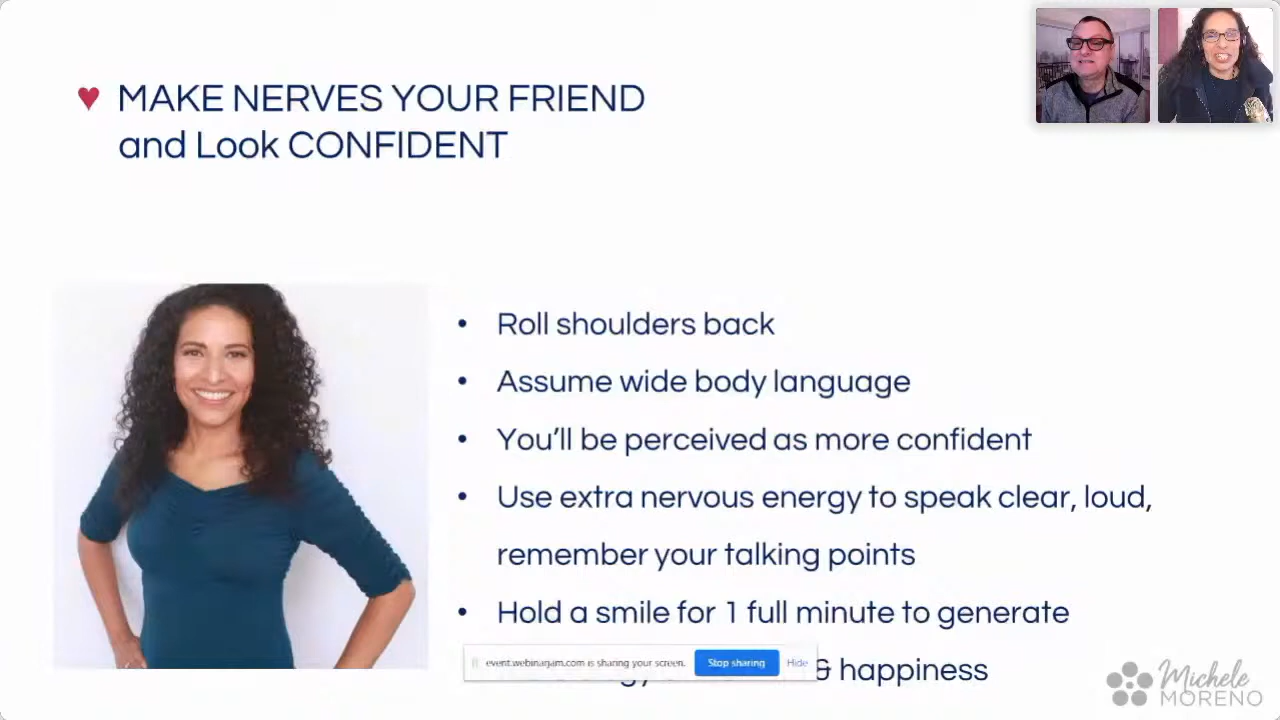 ♥ MAKE NERVES YOUR FRIEND
and Look CONFIDENT
• Roll shoulders back
• Assume wide body language
• You’ll be perceived as more confident
• Use extra nervous energy to speak clear, loud,
remember your talking points
• Hold a smile for 1 full minute to generate
& happiness
event.webinarjam.com is sharing your screen. Stop sharing Hide
Michele
MORENO